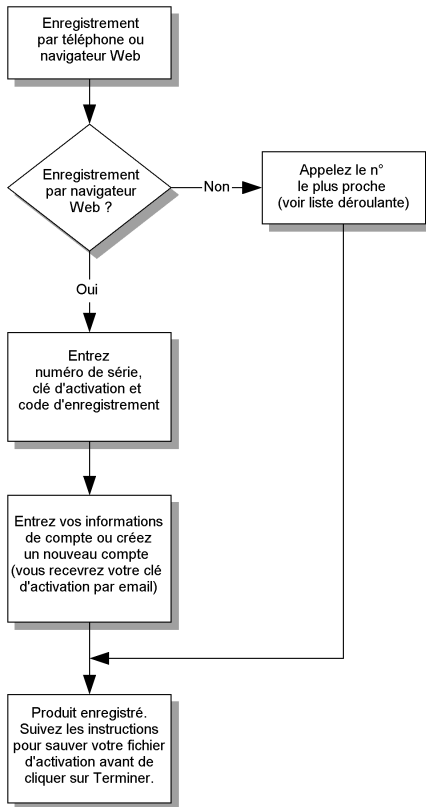 Enregistrement
par téléphone ou
navigateur Web
Enregistrement
par navigateur
Web ?
Non
Appelez le n°
le plus proche
(voir liste déroulante)
Oui
Entrez
numéro de série,
clé d'activation et
code d'enregistrement
Entrez vos informations
de compte ou créez
un nouveau compte
(vous recevrez votre clé
d'activation par email)
Produit enregistré.
Suivez les instructions
pour sauver votre fichier
d'activation avant de
cliquer sur Terminer.